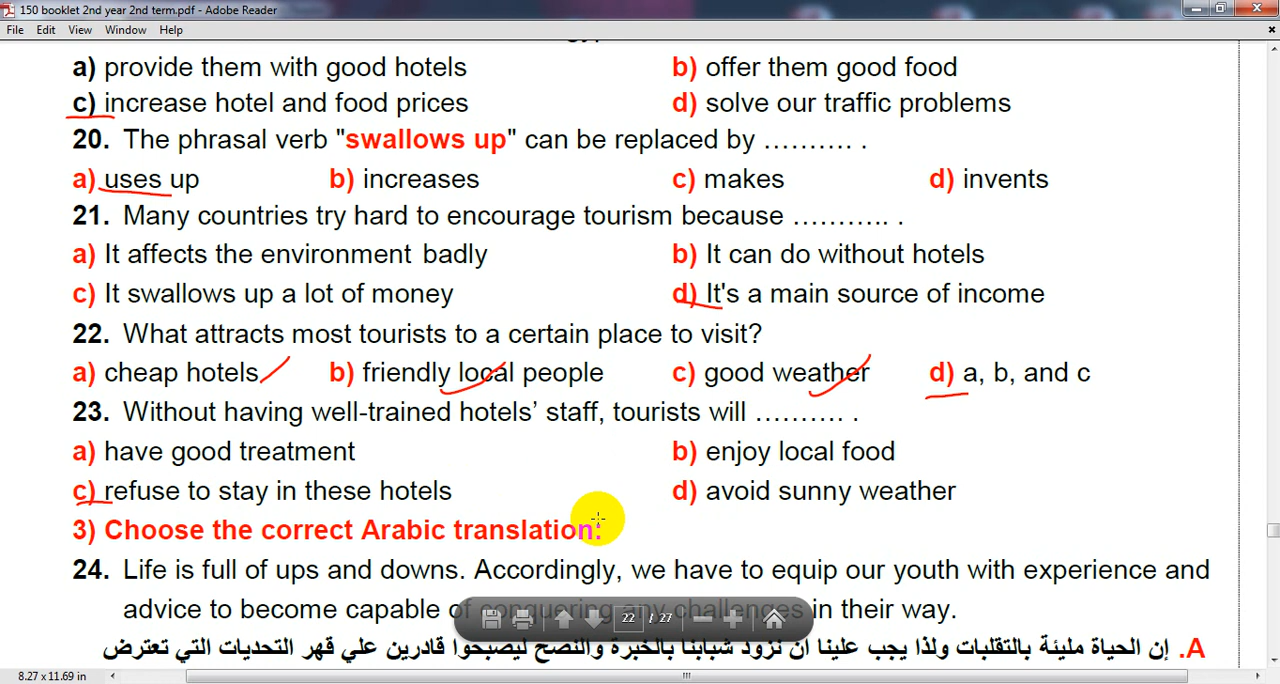 150 booklet 2nd year 2nd term.pdf - Adobe Reader
File Edit View Window Help
a) provide them with good hotels b) offer them good food
c) increase hotel and food prices d) solve our traffic problems
20. The phrasal verb "swallows up" can be replaced by ………. .
a) uses up b) increases c) makes d) invents
21. Many countries try hard to encourage tourism because ……….. .
a) It affects the environment badly b) It can do without hotels
c) It swallows up a lot of money d) It's a main source of income
22. What attracts most tourists to a certain place to visit?
a) cheap hotels b) friendly local people c) good weather d) a, b, and c
23. Without having well-trained hotels’ staff, tourists will ………. .
a) have good treatment b) enjoy local food
c) refuse to stay in these hotels d) avoid sunny weather
3) Choose the correct Arabic translation:
24. Life is full of ups and downs. Accordingly, we have to equip our youth with experience and
advice to become capable of conquering any challenges in their way.
22 / 27
A. إن الحياة مليئة بالتقلبات ولذا يجب علينا أن نزود شبابنا بالخبرة والنصح ليصبحوا قادرين علي قهر التحديات التي تعترض
8.27 x 11.69 in